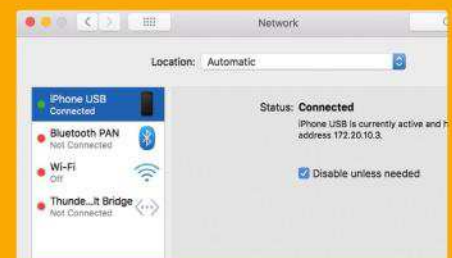 Network
Location: Automatic
iPhone USB
Connected
Status: Connected
iPhone USB is currently active and h
address 172.20.10.3.
Bluetooth PAN
Not Connected
Wi-Fi
Off
Disable unless needed
Thunde...lt Bridge
Not Connected